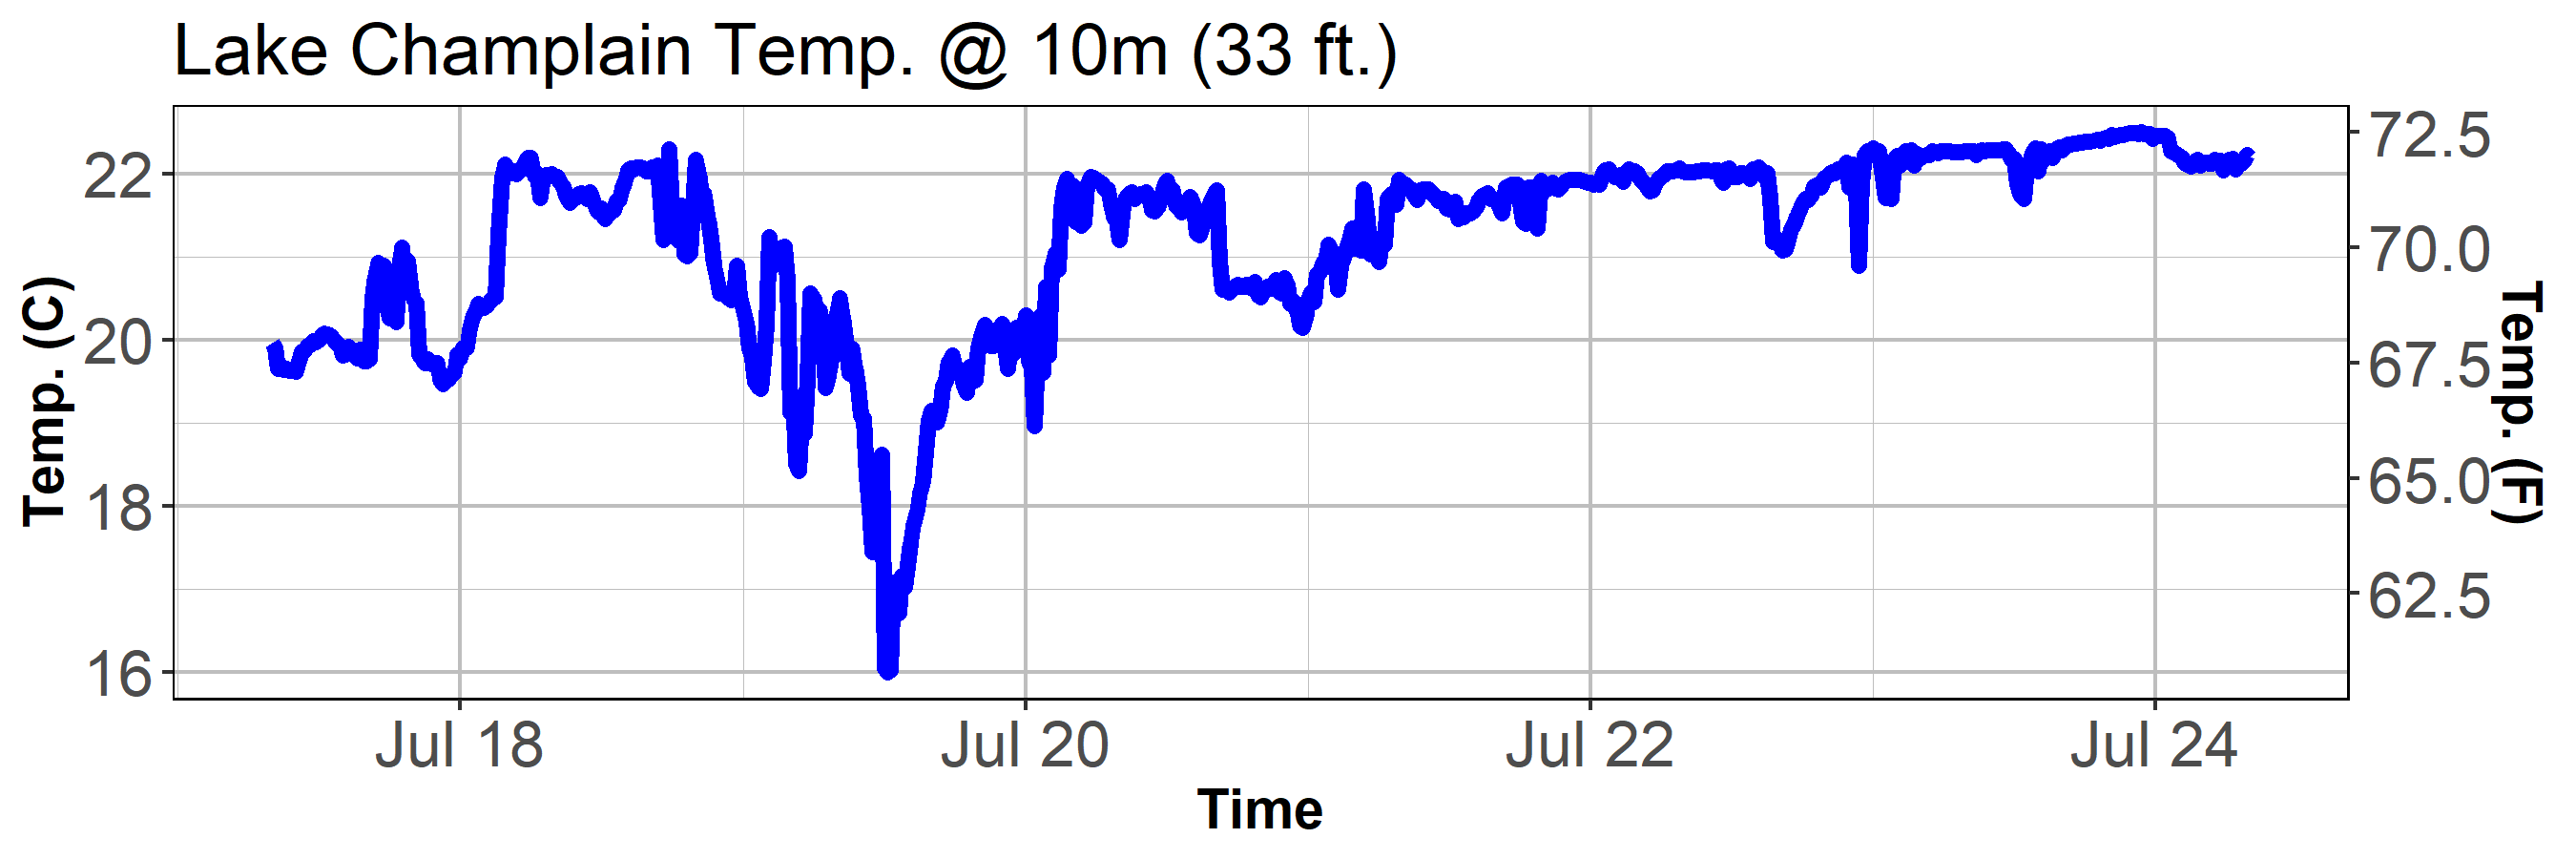 Lake Champlain Temp. @ 10m (33 ft.)
Temp. (C)
22
20
18
16
72.5
70.0
67.5
65.0
62.5
Temp. (F)
Jul 18
Jul 20
Jul 22
Jul 24
Time